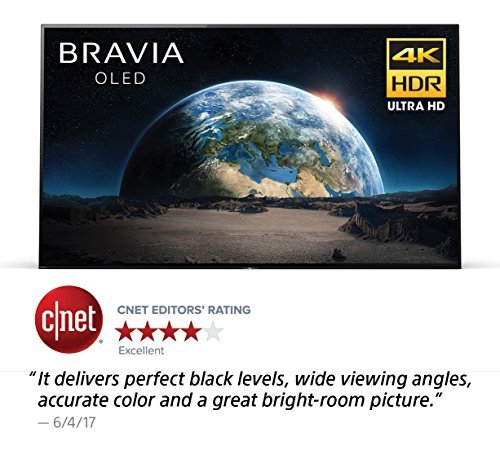 BRAVIA
OLED
4K
HDR
ULTRA HD
c|net
CNET EDITORS' RATING
Excellent
“It delivers perfect black levels, wide viewing angles,
accurate color and a great bright-room picture.”
— 6/4/17